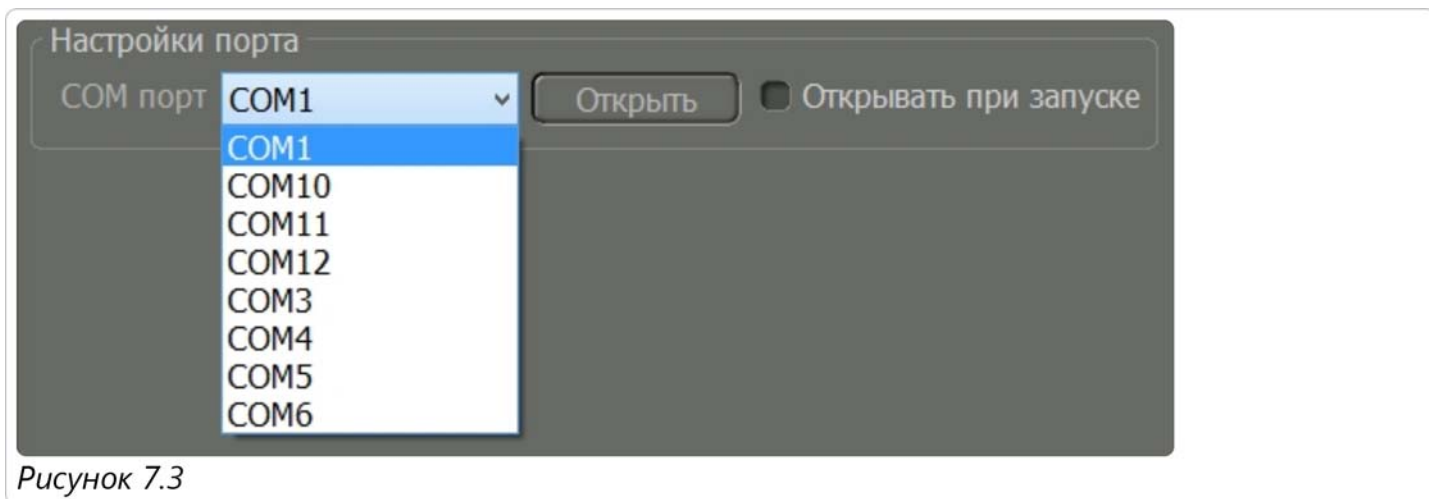 Настройки порта
COM порт COM1 Открыть Открывать при запуске
COM1
COM10
COM11
COM12
COM3
COM4
COM5
COM6
Рисунок 7.3